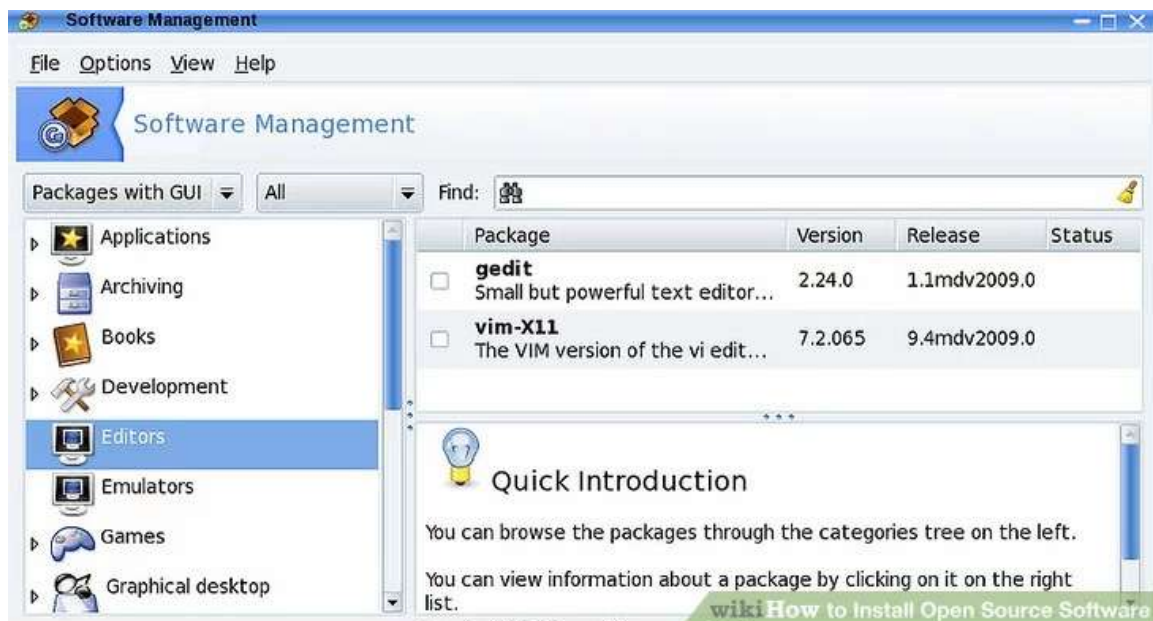 Software Management
File Options View Help
Software Management
Packages with GUI All Find:
Applications
Archiving
Books
Development
Editors
Emulators
Games
Graphical desktop
Package Version Release Status
gedit
Small but powerful text editor... 2.24.0 1.1mdv2009.0
vim-X11
The VIM version of the vi edit... 7.2.065 9.4mdv2009.0
Quick Introduction
You can browse the packages through the categories tree on the left.
You can view information about a package by clicking on it on the right
list.
wikiHow to Install Open Source Software